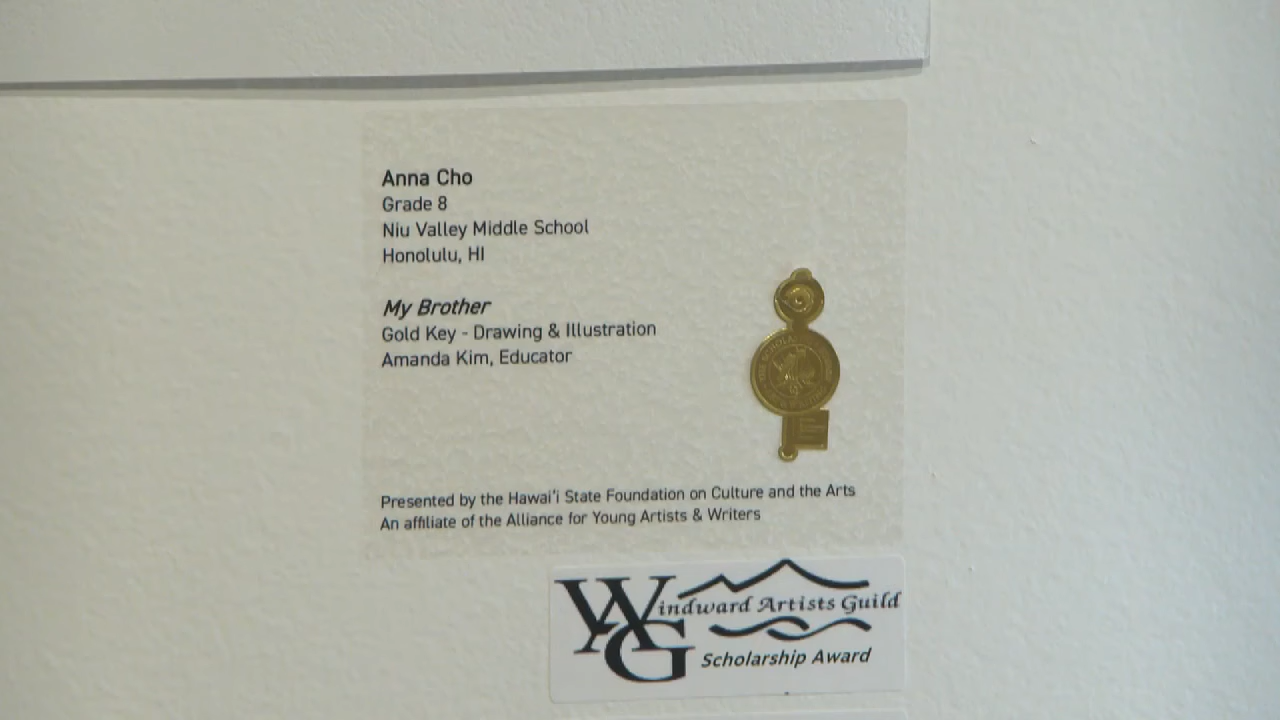 Anna Cho
Grade 8
Niu Valley Middle School
Honolulu, HI
My Brother
Gold Key - Drawing & Illustration
Amanda Kim, Educator
Presented by the Hawai‘i State Foundation on Culture and the Arts
An affiliate of the Alliance for Young Artists & Writers
WAG
Windward Artists Guild
Scholarship Award